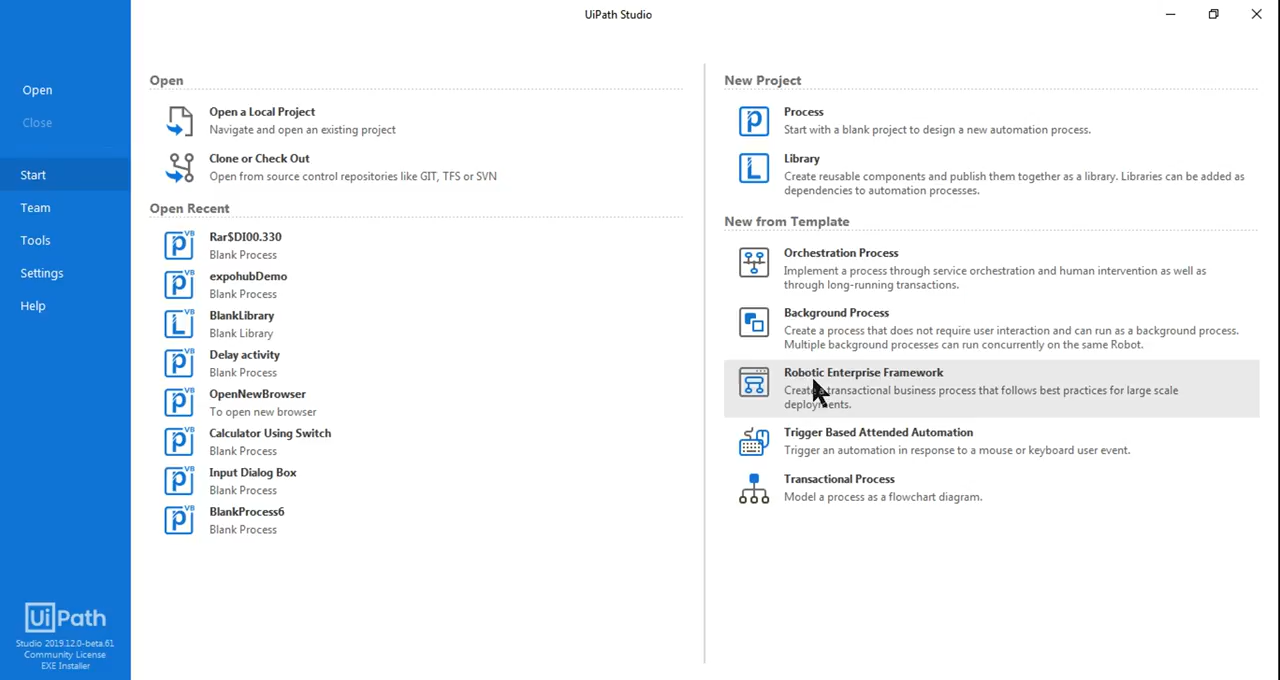 UiPath Studio
Open
Close
Start
Team
Tools
Settings
Help
UiPath
Studio 2019.12.0-beta.61
Community License
EXE Installer
Open
Open a Local Project
Navigate and open an existing project
Clone or Check Out
Open from source control repositories like GIT, TFS or SVN
Open Recent
VB
Rar$DI00.330
Blank Process
VB
expohubDemo
Blank Process
VB
BlankLibrary
Blank Library
VB
Delay activity
Blank Process
VB
OpenNewBrowser
To open new browser
VB
Calculator Using Switch
Blank Process
VB
Input Dialog Box
Blank Process
VB
BlankProcess6
Blank Process
New Project
Process
Start with a blank project to design a new automation process.
Library
Create reusable components and publish them together as a library. Libraries can be added as
dependencies to automation processes.
New from Template
Orchestration Process
Implement a process through service orchestration and human intervention as well as
through long-running transactions.
Background Process
Create a process that does not require user interaction and can run as a background process.
Multiple background processes can run concurrently on the same Robot.
Robotic Enterprise Framework
Create a transactional business process that follows best practices for large scale
deployments.
Trigger Based Attended Automation
Trigger an automation in response to a mouse or keyboard user event.
Transactional Process
Model a process as a flowchart diagram.